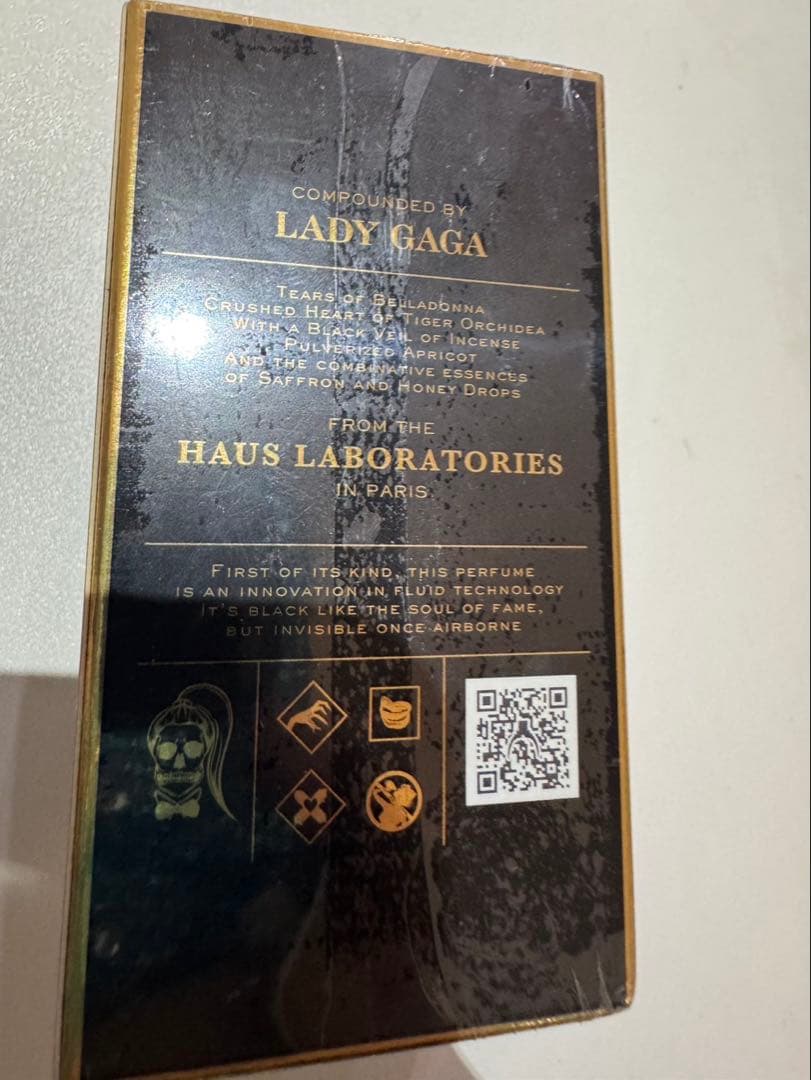 COMPOUNDED BY
LADY GAGA
TEARS OF BELLADONNA
CRUSHED HEART OF TIGER ORCHIDEA
WITH A BLACK VEIL OF INCENSE
PULVERIZED APRICOT
AND THE COMBINATIVE ESSENCES
OF SAFFRON AND HONEY DROPS
FROM THE
HAUS LABORATORIES
IN PARIS
FIRST OF ITS KIND, THIS PERFUME
IS AN INNOVATION IN FLUID TECHNOLOGY
IT'S BLACK LIKE THE SOUL OF FAME,
BUT INVISIBLE ONCE AIRBORNE